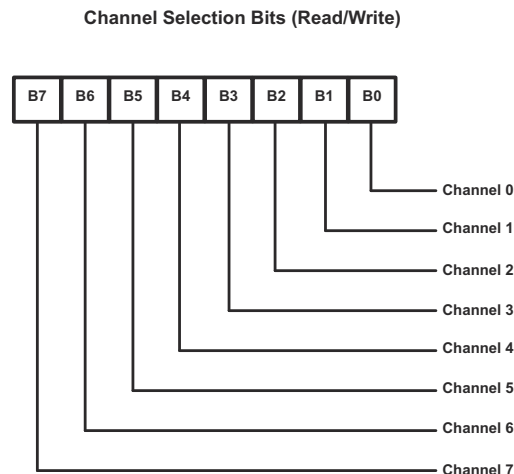 Channel Selection Bits (Read/Write)
B7 B6 B5 B4 B3 B2 B1 B0
Channel 0
Channel 1
Channel 2
Channel 3
Channel 4
Channel 5
Channel 6
Channel 7